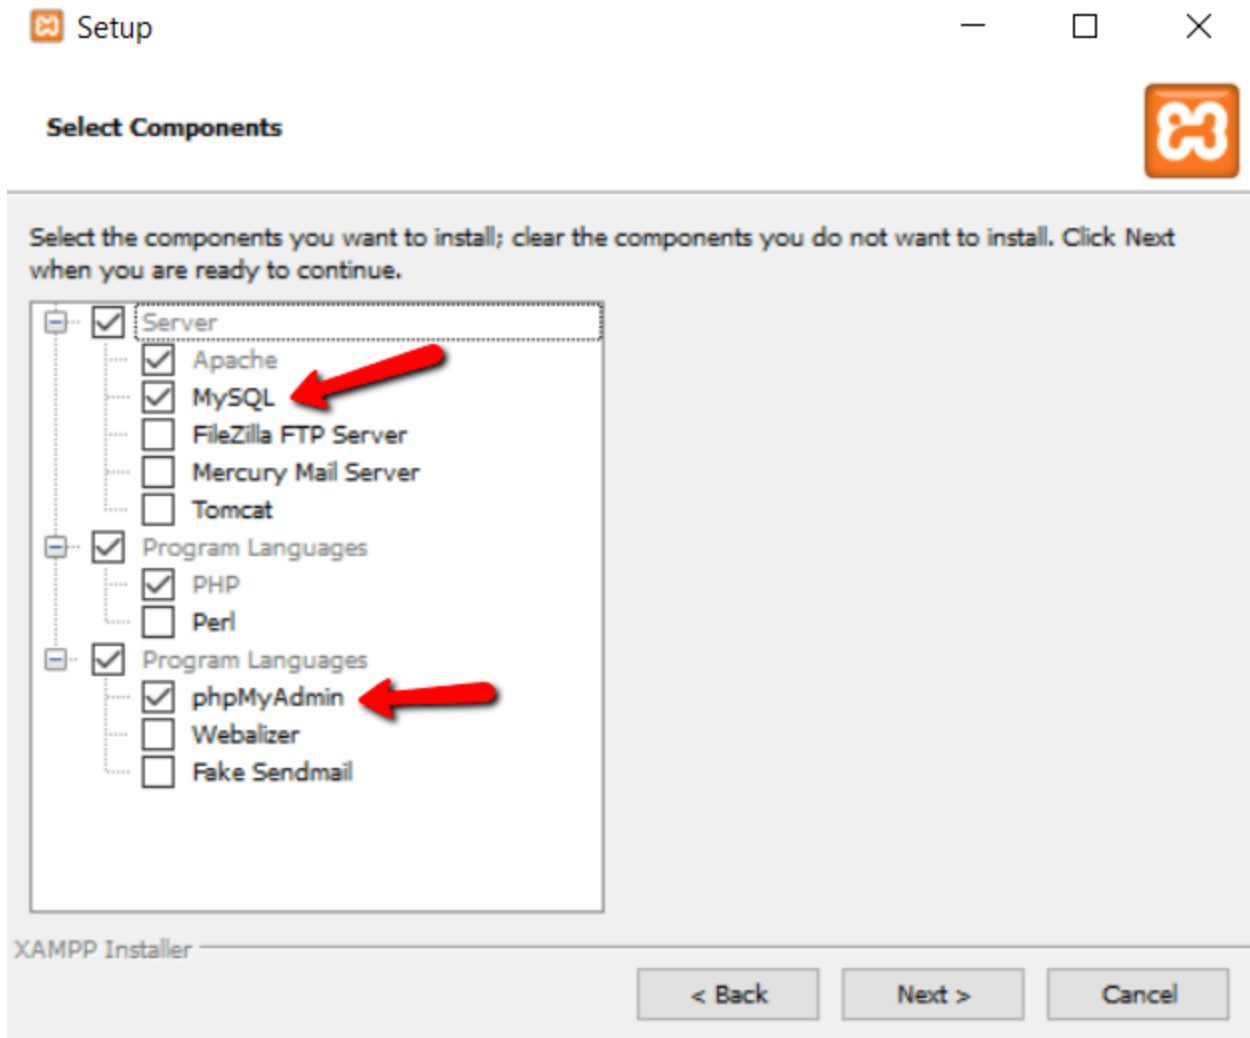 Setup
Select Components
Select the components you want to install; clear the components you do not want to install. Click Next
when you are ready to continue.
Server
Apache
MySQL
FileZilla FTP Server
Mercury Mail Server
Tomcat
Program Languages
PHP
Perl
Program Languages
phpMyAdmin
Webalizer
Fake Sendmail
XAMPP Installer
< Back
Next >
Cancel